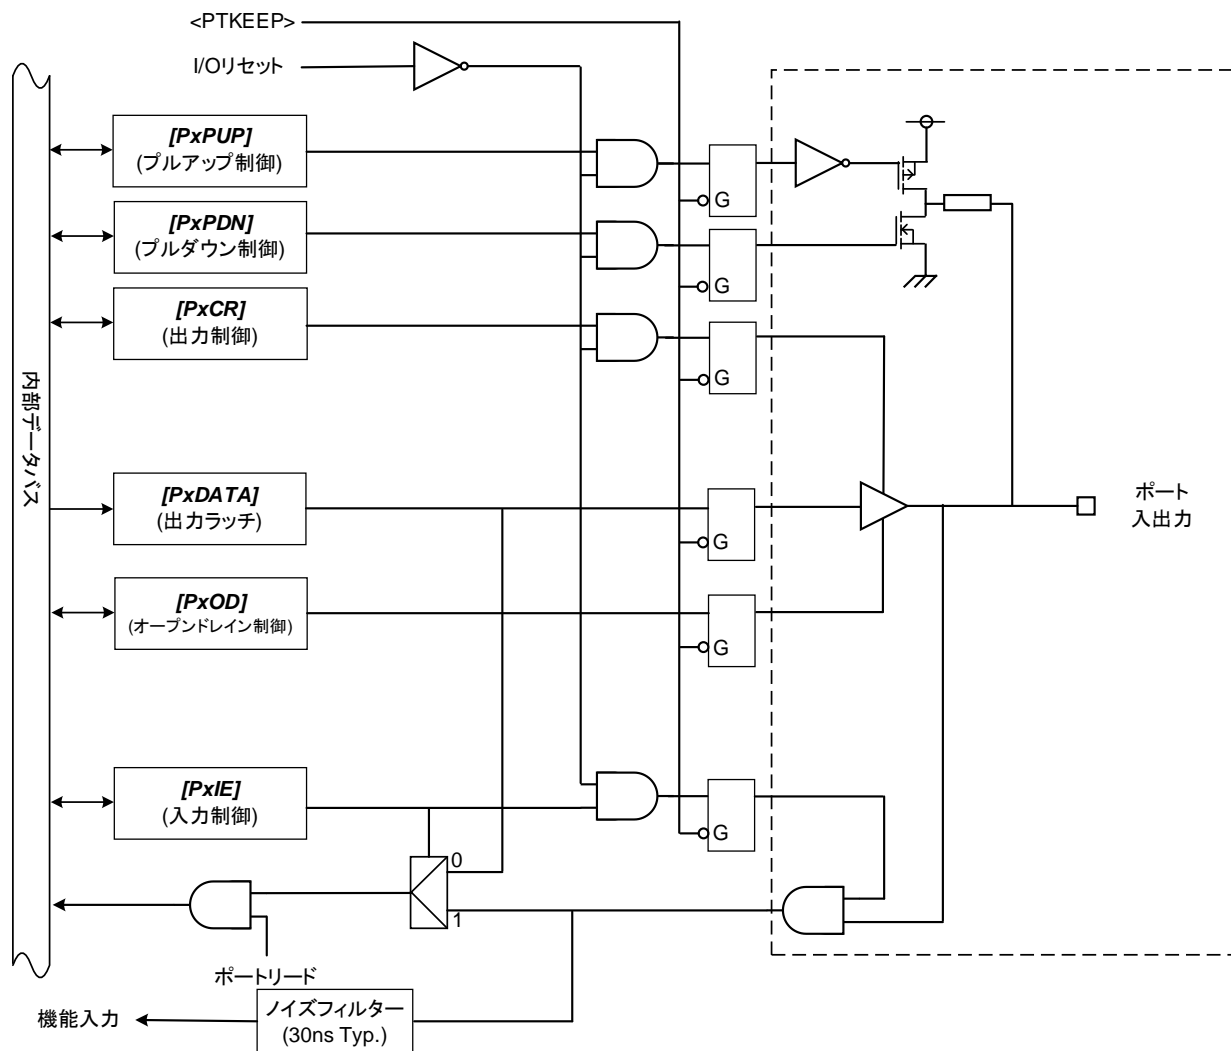 <PTKEEP>
I/Oリセット
[PxPUP]
(プルアップ制御)
G
[PxPDN]
(プルダウン制御)
G
[PxCR]
(出力制御)
G
内部データバス
[PxDATA]
(出力ラッチ)
G
ポート
入出力
[PxOD]
(オープンドレイン制御)
G
[PxIE]
(入力制御)
G
0
1
ポートリード
機能入力
ノイズフィルター
(30ns Typ.)